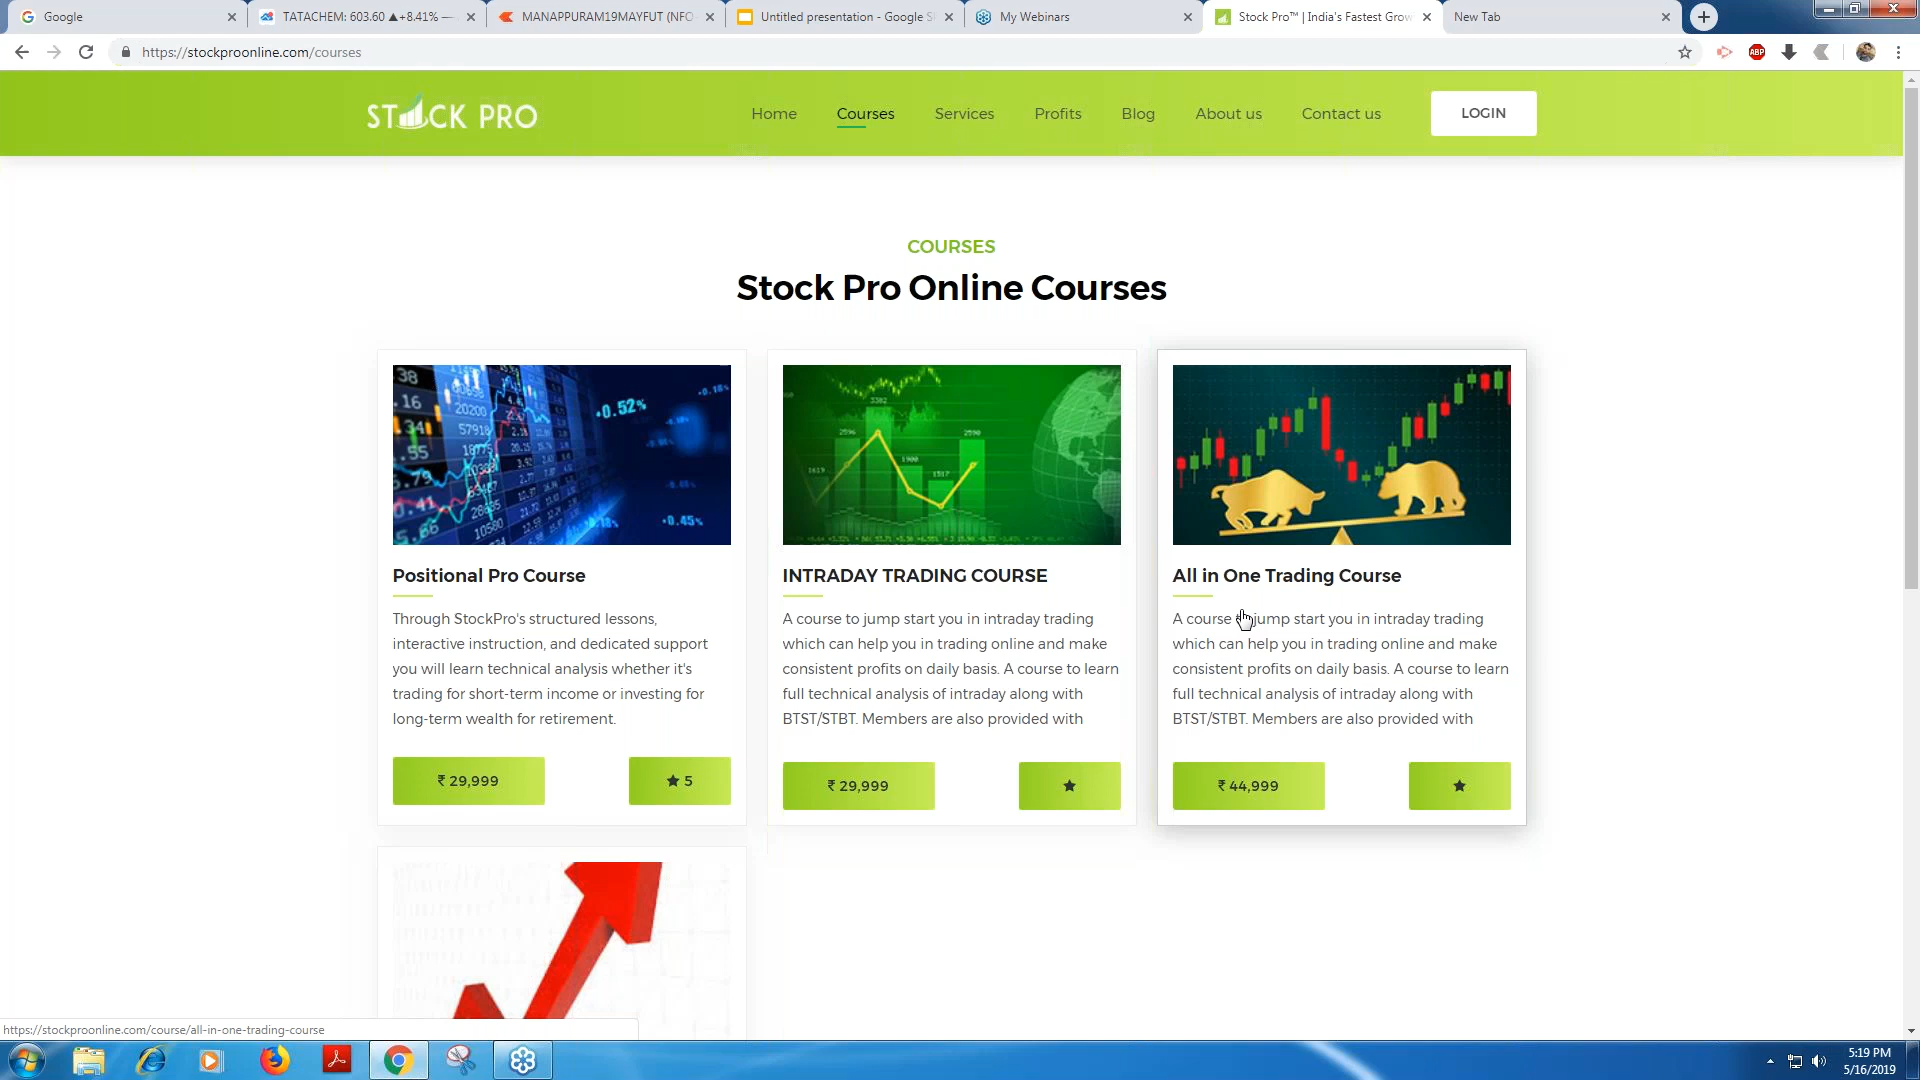 Google
TATACHEM: 603.60 ▲+8.41% —
MANAPPURAM19MAYFUT (NFO
Untitled presentation - Google S
My Webinars
Stock Pro™ | India's Fastest Grow
New Tab
https://stockproonline.com/courses
ABP
STOCK PRO
Home
Courses
Services
Profits
Blog
About us
Contact us
LOGIN
COURSES
Stock Pro Online Courses
Positional Pro Course
Through StockPro's structured lessons,
interactive instruction, and dedicated support
you will learn technical analysis whether it's
trading for short-term income or investing for
long-term wealth for retirement.
₹ 29,999
★ 5
INTRADAY TRADING COURSE
A course to jump start you in intraday trading
which can help you in trading online and make
consistent profits on daily basis. A course to learn
full technical analysis of intraday along with
BTST/STBT. Members are also provided with
₹ 29,999
★
All in One Trading Course
A course to jump start you in intraday trading
which can help you in trading online and make
consistent profits on daily basis. A course to learn
full technical analysis of intraday along with
BTST/STBT. Members are also provided with
₹ 44,999
★
https://stockproonline.com/course/all-in-one-trading-course
5:19 PM
5/16/2019